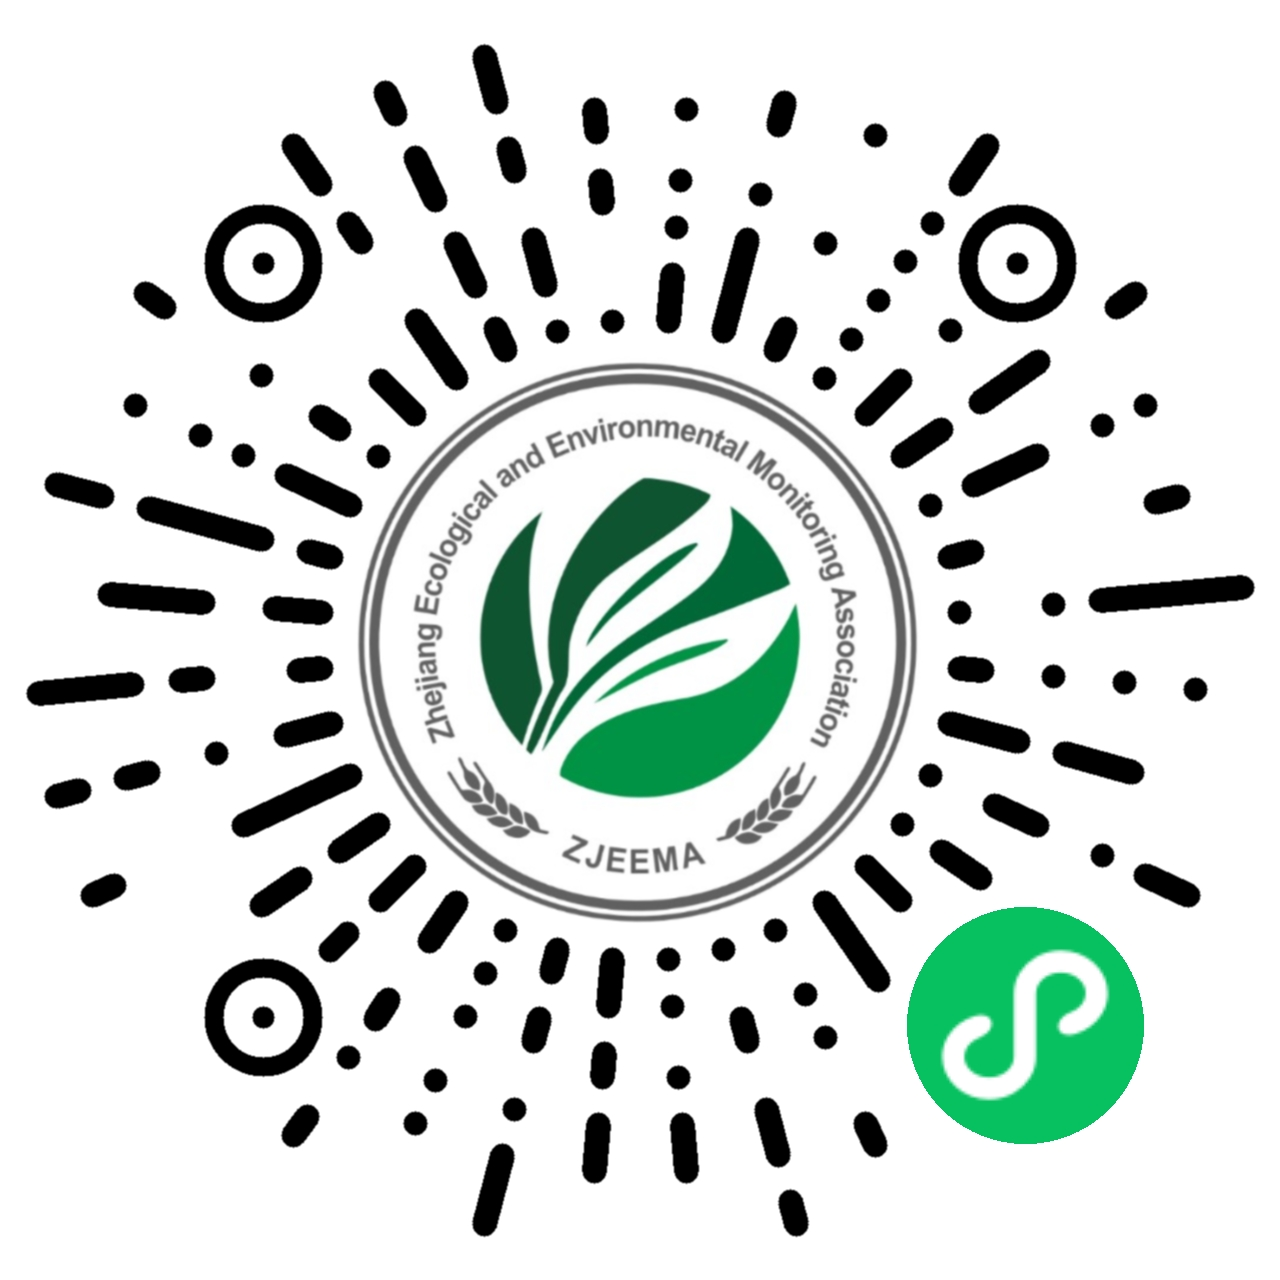 Zhejiang Ecological and Environmental Monitoring Association
ZJEEMA